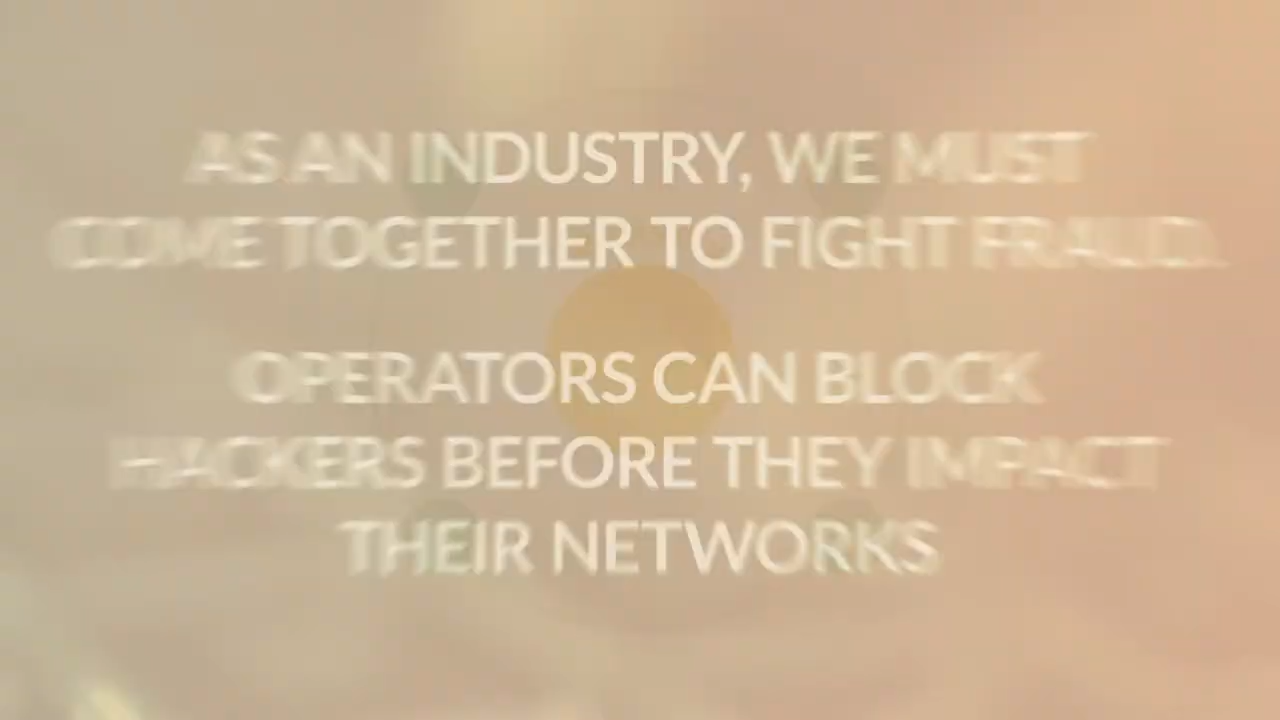 AS AN INDUSTRY, WE MUST
COME TOGETHER TO FIGHT FRAUD.
OPERATORS CAN BLOCK
HACKERS BEFORE THEY IMPACT
THEIR NETWORKS